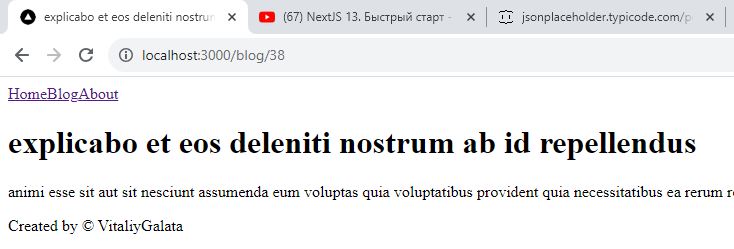 explicabo et eos deleniti nostrum
(67) NextJS 13. Быстрый старт -
jsonplaceholder.typicode.com/p
localhost:3000/blog/38
HomeBlogAbout
explicabo et eos deleniti nostrum ab id repellendus
animi esse sit aut sit nesciunt assumenda eum voluptas quia voluptatibus provident quia necessitatibus ea rerum
Created by © VitaliyGalata